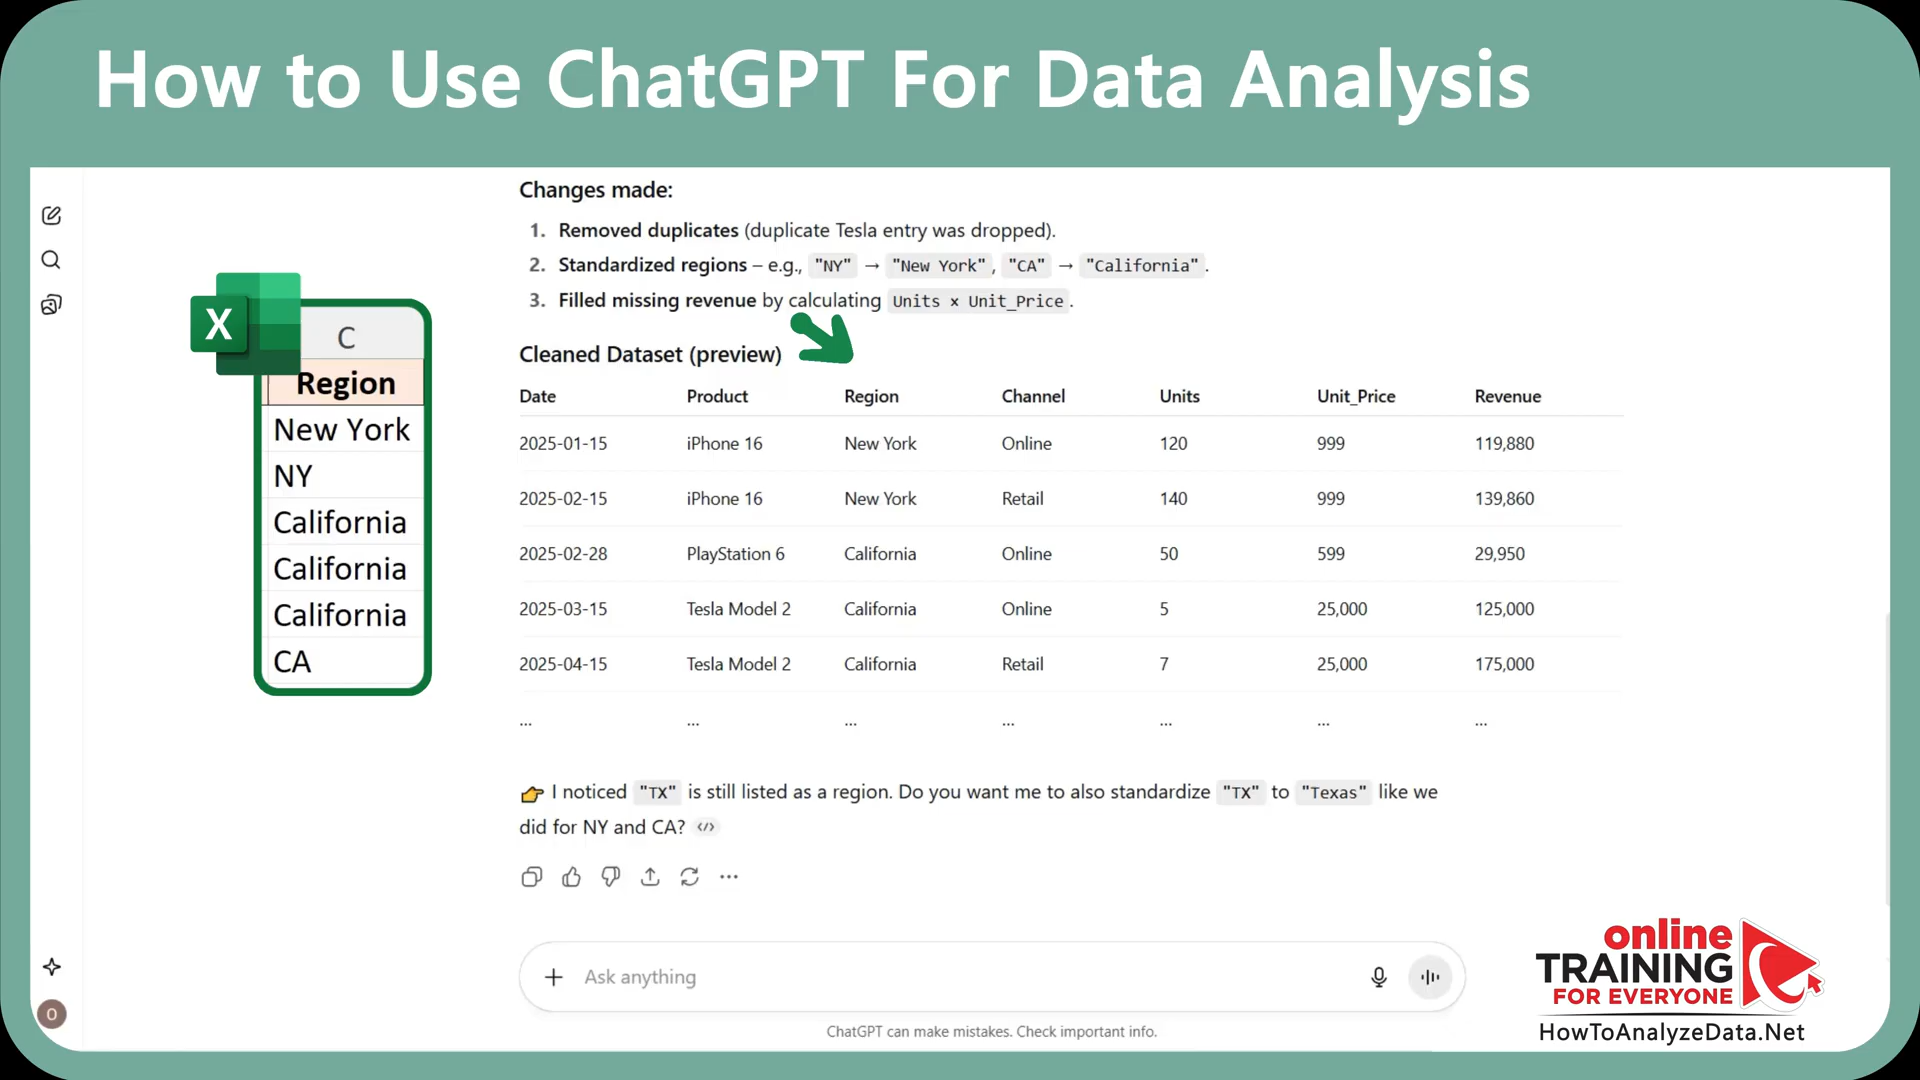 How to Use ChatGPT For Data Analysis
Changes made:
1. Removed duplicates (duplicate Tesla entry was dropped).
2. Standardized regions – e.g., "NY" → "New York", "CA" → "California".
3. Filled missing revenue by calculating Units × Unit_Price.
X
C
Region
New York
NY
California
California
California
CA
Cleaned Dataset (preview)
Date Product Region Channel Units Unit_Price Revenue
2025-01-15 iPhone 16 New York Online 120 999 119,880
2025-02-15 iPhone 16 New York Retail 140 999 139,860
2025-02-28 PlayStation 6 California Online 50 599 29,950
2025-03-15 Tesla Model 2 California Online 5 25,000 125,000
2025-04-15 Tesla Model 2 California Retail 7 25,000 175,000
... ... ... ... ... ... ...
👉 I noticed "TX" is still listed as a region. Do you want me to also standardize "TX" to "Texas" like we
did for NY and CA? </>
Ask anything
ChatGPT can make mistakes. Check important info.
O
online
TRAINING
FOR EVERYONE
HowToAnalyzeData.Net